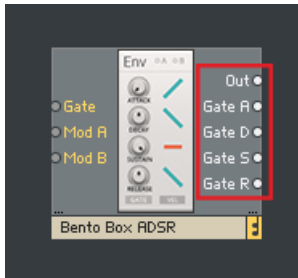 Env A B
Out
ATTACK
Gate
Gate A
DECAY
Mod A
Gate D
SUSTAIN
Mod B
Gate S
RELEASE
Gate R
GATE VEL
Bento Box ADSR